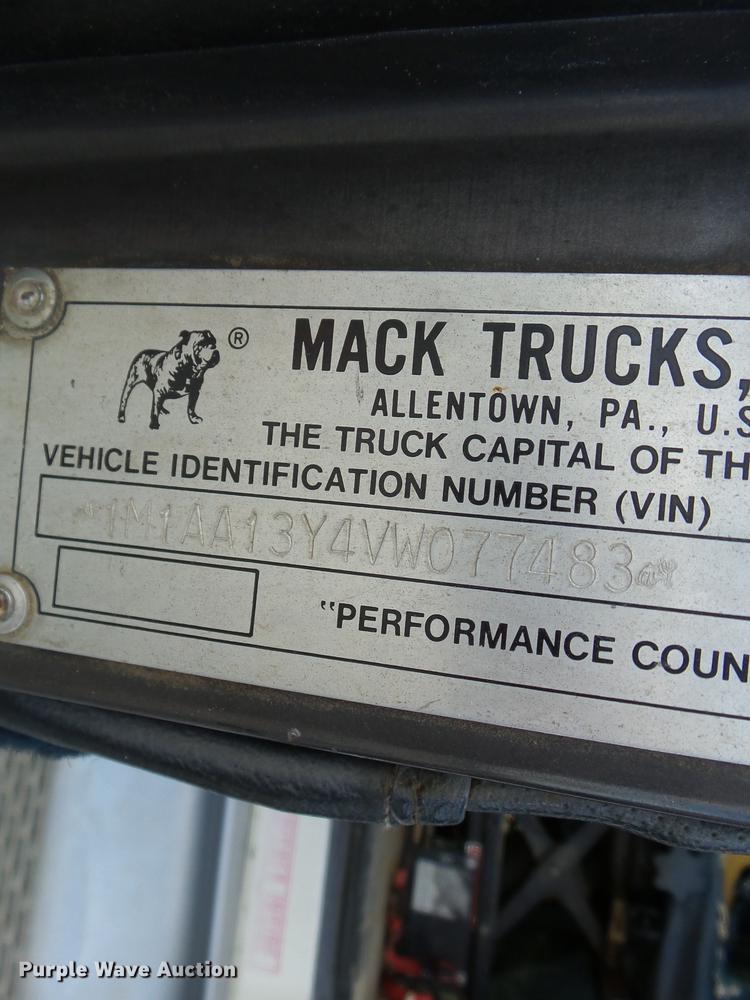 ®
MACK TRUCKS,
ALLENTOWN, PA., U.S
THE TRUCK CAPITAL OF TH
VEHICLE IDENTIFICATION NUMBER (VIN)
1M1AA13Y4VW077483
"PERFORMANCE COUN
Purple Wave Auction